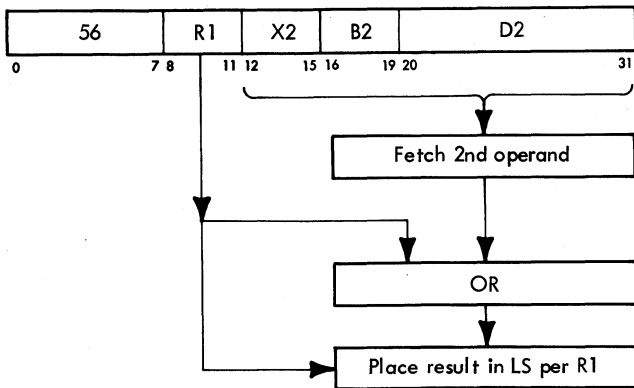 56 R1 X2 B2 D2
0 7 8 11 12 15 16 19 20 31
Fetch 2nd operand
OR
Place result in LS per R1